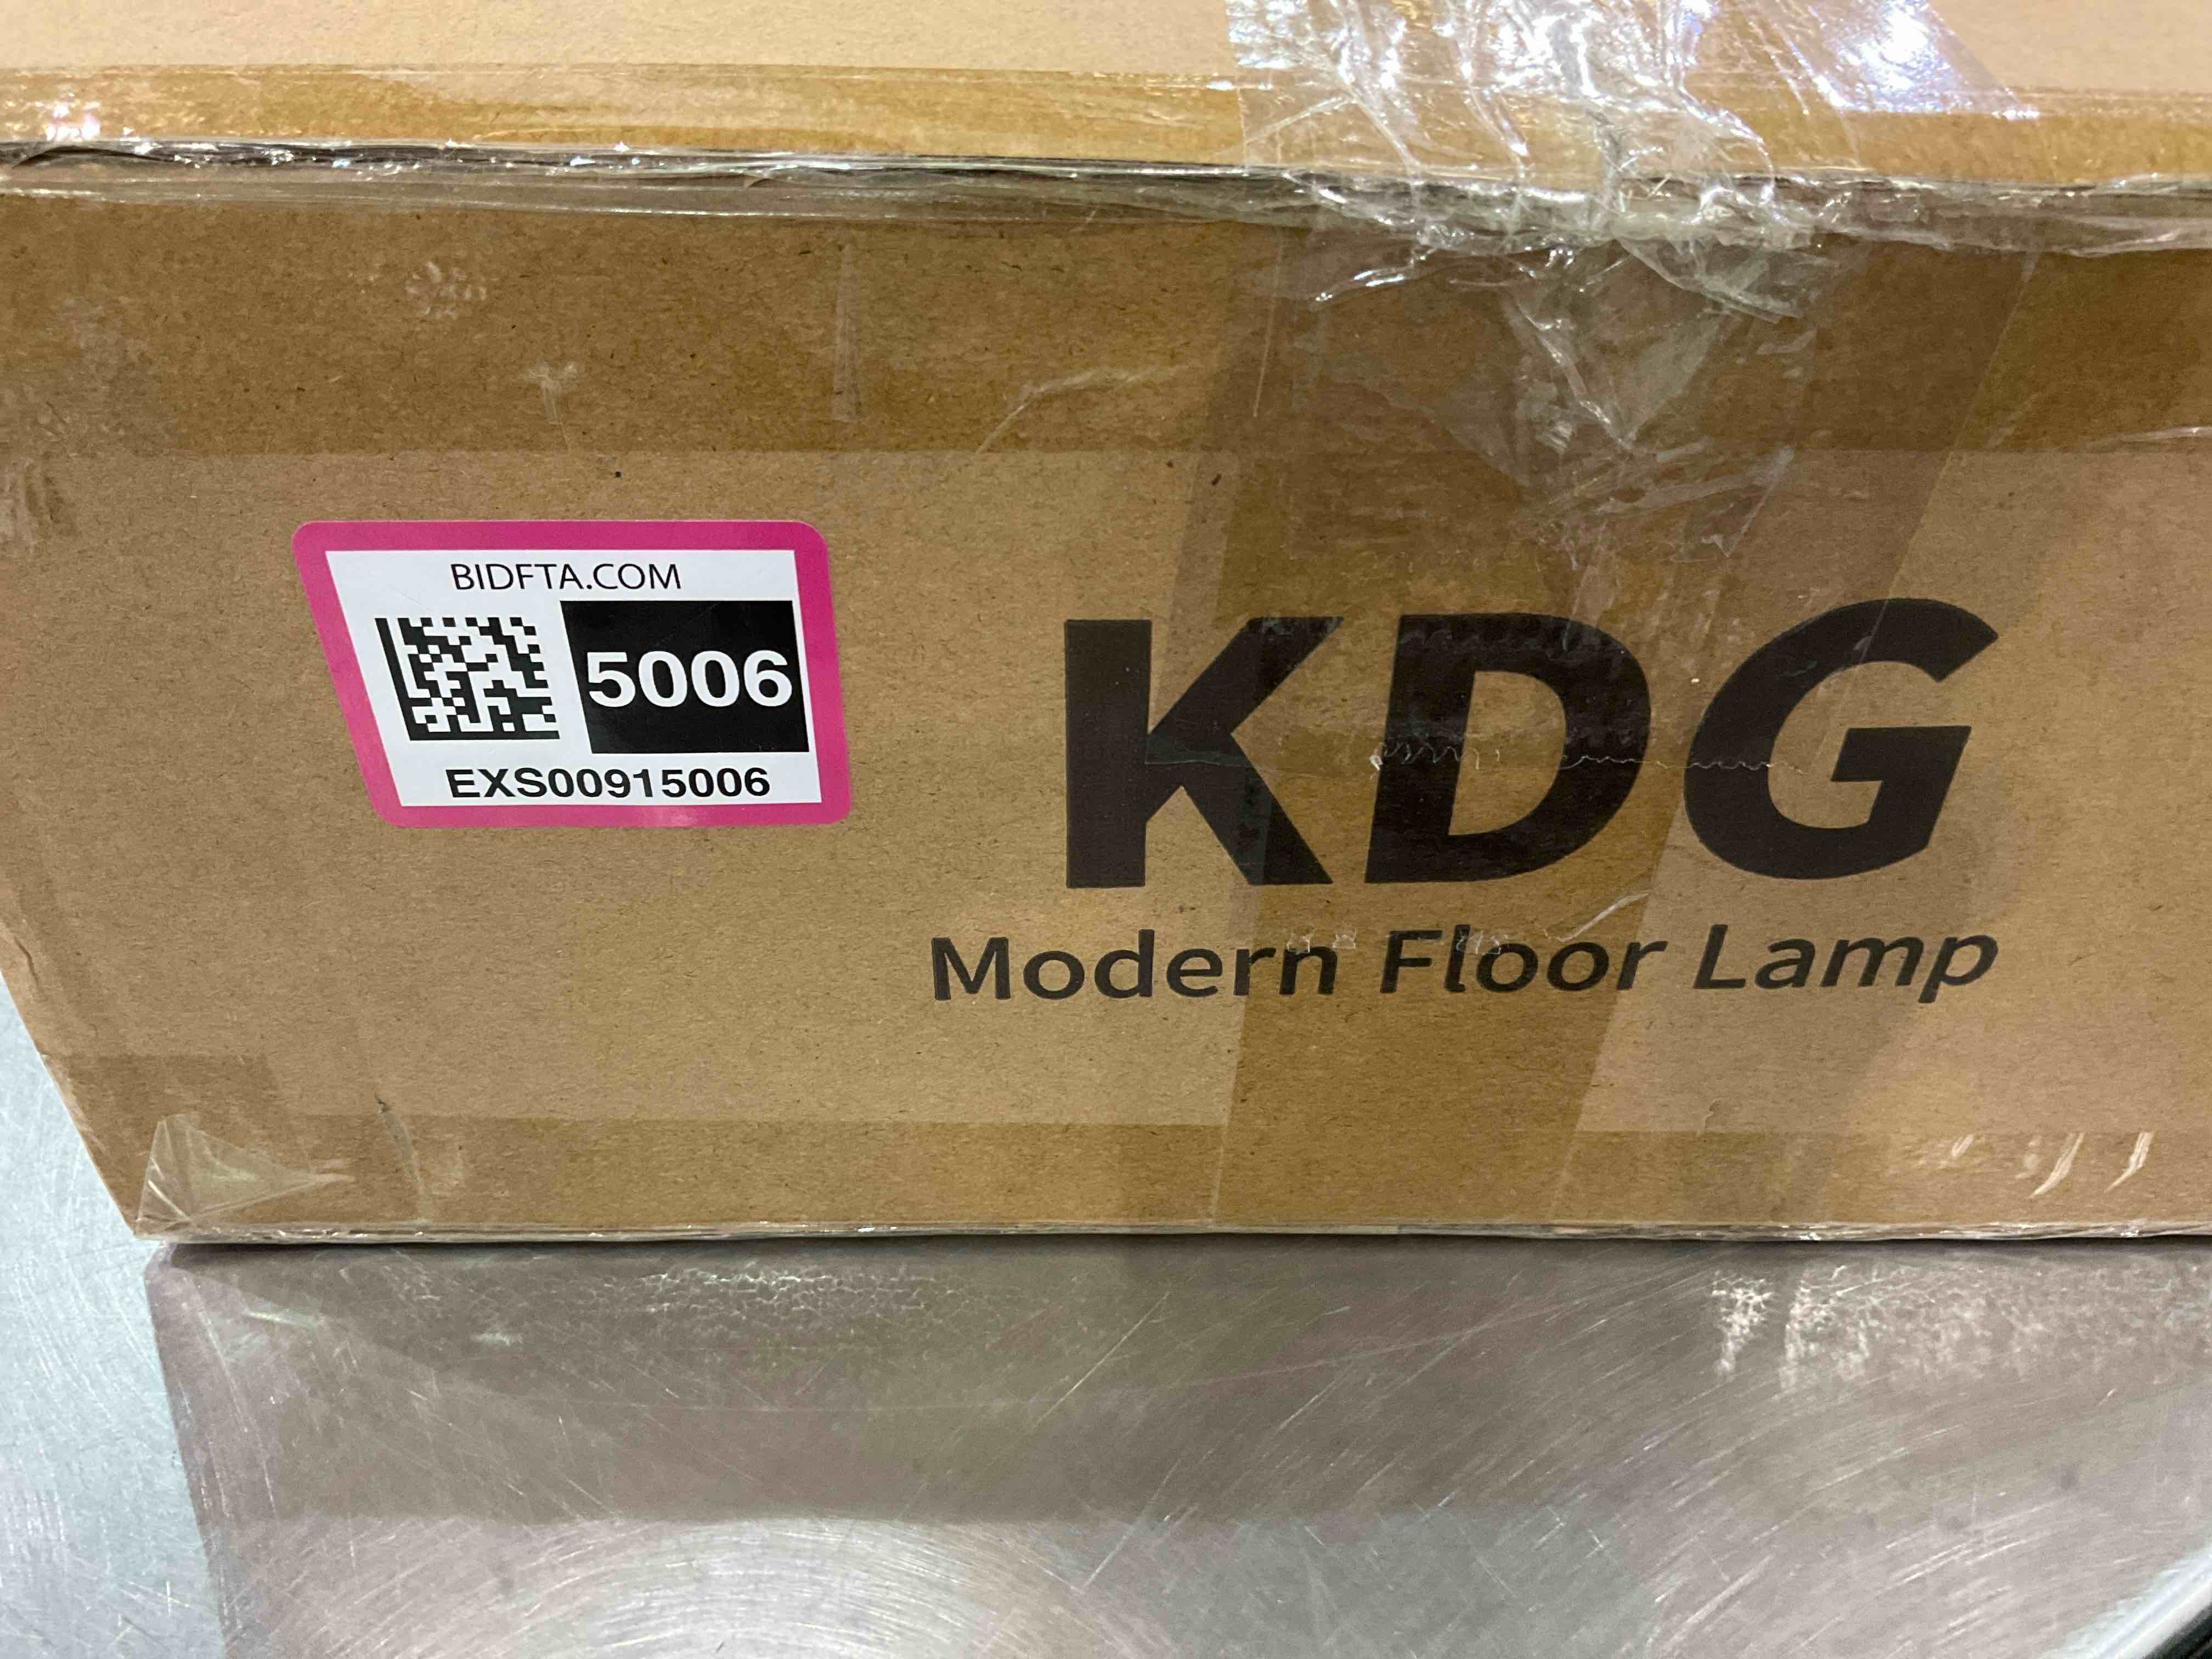 BIDFTA.COM
5006
EXS00915006
KDG
Modern Floor Lamp